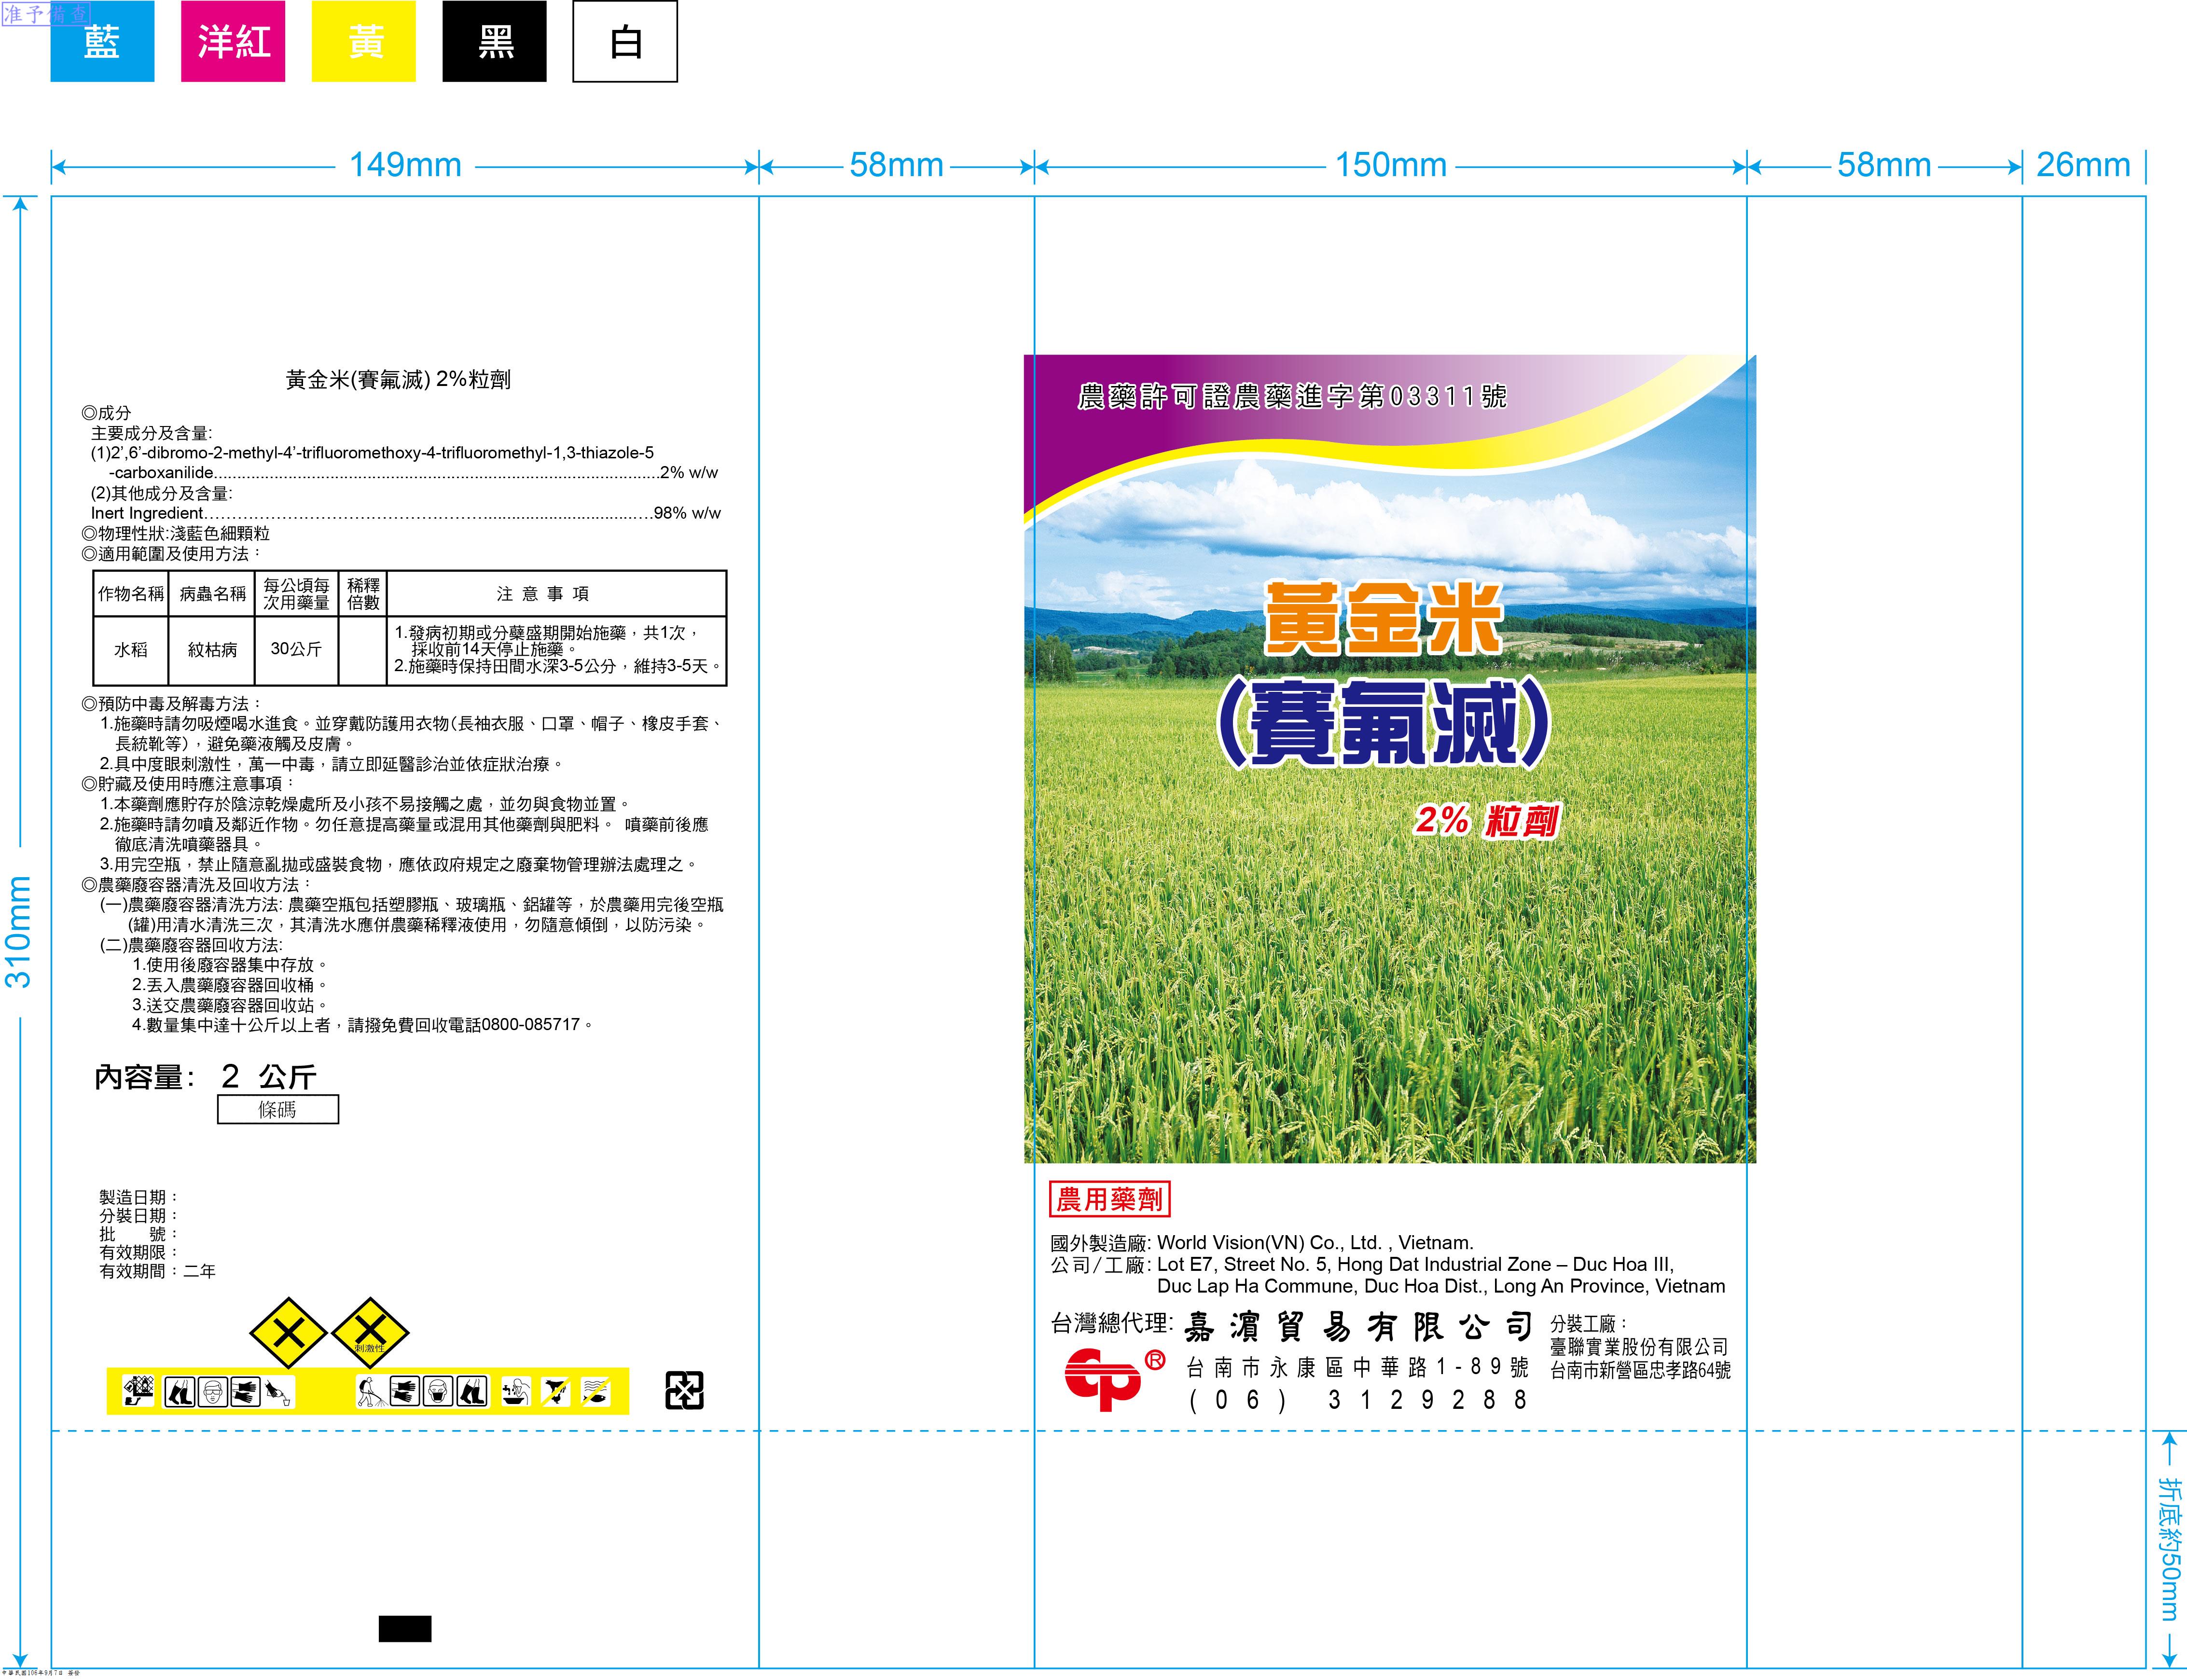 准予備查
藍 洋紅 黃 黑 白
149mm 58mm 150mm 58mm 26mm
310mm
黃金米(賽氟滅) 2%粒劑
◎成分
主要成分及含量:
(1)2’,6’-dibromo-2-methyl-4’-trifluoromethoxy-4-trifluoromethyl-1,3-thiazole-5
-carboxanilide................................................................................................2% w/w
(2)其他成分及含量:
Inert Ingredient…………………………………………...................................…98% w/w
◎物理性狀:淺藍色細顆粒
◎適用範圍及使用方法：
作物名稱 病蟲名稱 每公頃每次用藥量 稀釋倍數 注 意 事 項
水稻 紋枯病 30公斤
1.發病初期或分蘗盛期開始施藥，共1次，
採收前14天停止施藥。
2.施藥時保持田間水深3-5公分，維持3-5天。
◎預防中毒及解毒方法：
1.施藥時請勿吸煙喝水進食。並穿戴防護用衣物(長袖衣服、口罩、帽子、橡皮手套、
長統靴等)，避免藥液觸及皮膚。
2.具中度眼刺激性，萬一中毒，請立即延醫診治並依症狀治療。
◎貯藏及使用時應注意事項：
1.本藥劑應貯存於陰涼乾燥處所及小孩不易接觸之處，並勿與食物並置。
2.施藥時請勿噴及鄰近作物。勿任意提高藥量或混用其他藥劑與肥料。 噴藥前後應
徹底清洗噴藥器具。
3.用完空瓶，禁止隨意亂拋或盛裝食物，應依政府規定之廢棄物管理辦法處理之。
◎農藥廢容器清洗及回收方法：
(一)農藥廢容器清洗方法: 農藥空瓶包括塑膠瓶、玻璃瓶、鋁罐等，於農藥用完後空瓶
(罐)用清水清洗三次，其清洗水應併農藥稀釋液使用，勿隨意傾倒，以防污染。
(二)農藥廢容器回收方法:
1.使用後廢容器集中存放。
2.丟入農藥廢容器回收桶。
3.送交農藥廢容器回收站。
4.數量集中達十公斤以上者，請撥免費回收電話0800-085717。
內容量: 2 公斤
條碼
製造日期：
分裝日期：
批　　號：
有效期限：
有效期間：二年
刺激性
農藥許可證農藥進字第03311號
黃金米
(賽氟滅)
2% 粒劑
農用藥劑
國外製造廠: World Vision(VN) Co., Ltd. , Vietnam.
公司/工廠: Lot E7, Street No. 5, Hong Dat Industrial Zone – Duc Hoa III,
Duc Lap Ha Commune, Duc Hoa Dist., Long An Province, Vietnam
台灣總代理: 嘉濵貿易有限公司
CP®
台南市永康區中華路1-89號
(06) 3129288
分裝工廠：
臺聯實業股份有限公司
台南市新營區忠孝路64號
折底約50mm
中華民國106年9月7日 簽發